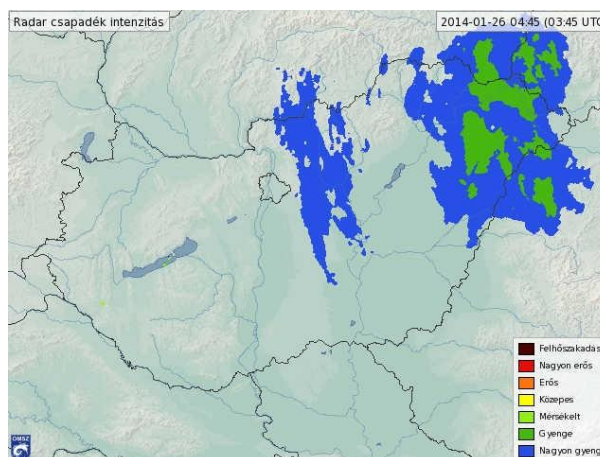 Radar csapadék intenzitás
2014-01-26 04:45 (03:45 UTC
Felhőszakadás
Nagyon erős
Erős
Közepes
Mérsékelt
Gyenge
Nagyon gyeng
OMSZ